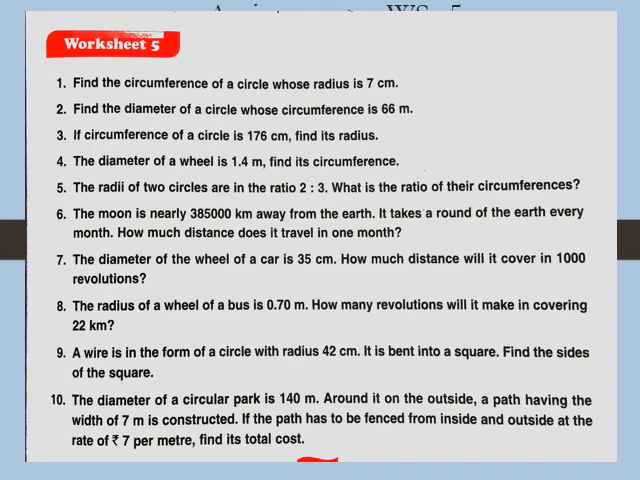 Worksheet 5
1. Find the circumference of a circle whose radius is 7 cm.
2. Find the diameter of a circle whose circumference is 66 m.
3. If circumference of a circle is 176 cm, find its radius.
4. The diameter of a wheel is 1.4 m, find its circumference.
5. The radii of two circles are in the ratio 2 : 3. What is the ratio of their circumferences?
6. The moon is nearly 385000 km away from the earth. It takes a round of the earth every
month. How much distance does it travel in one month?
7. The diameter of the wheel of a car is 35 cm. How much distance will it cover in 1000
revolutions?
8. The radius of a wheel of a bus is 0.70 m. How many revolutions will it make in covering
22 km?
9. A wire is in the form of a circle with radius 42 cm. It is bent into a square. Find the sides
of the square.
10. The diameter of a circular park is 140 m. Around it on the outside, a path having the
width of 7 m is constructed. If the path has to be fenced from inside and outside at the
rate of ₹ 7 per metre, find its total cost.